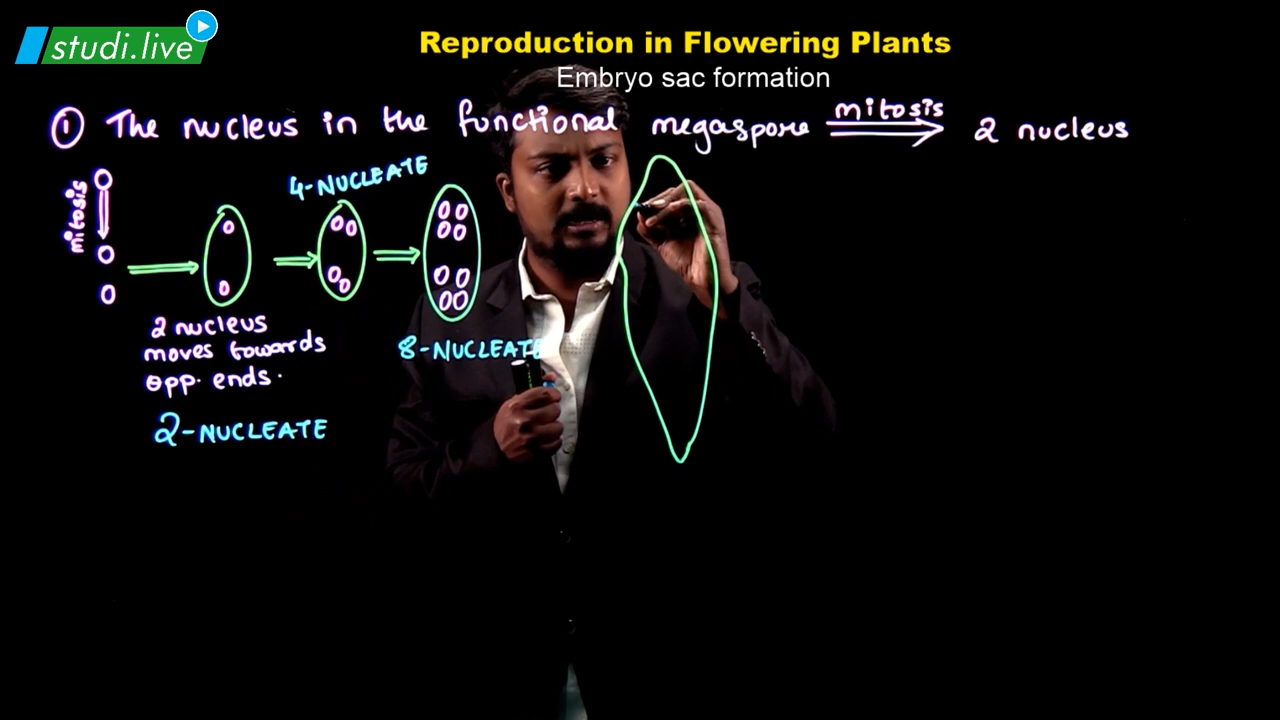 studi.live
Reproduction in Flowering Plants
Embryo sac formation
① The nucleus in the functional megaspore mitosis 2 nucleus
mitosis
4-NUCLEATE
2 nucleus
moves towards
opp. ends.
8-NUCLEATE
2-NUCLEATE